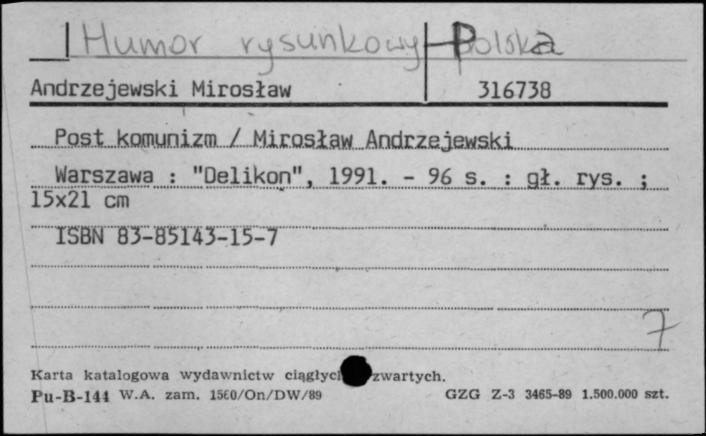 Humor rysunkowy - Polska
Andrzejewski Mirosław 316738
Post komunizm / Mirosław Andrzejewski
Warszawa : "Delikon", 1991. - 96 s. : gł. rys. ;
15x21 cm
ISBN 83-85143-15-7
7
Karta katalogowa wydawnictw ciągłyc zwartych.
Pu-B-144 W.A. zam. 1560/On/DW/89 GZG Z-3 3465-89 1.500.000 szt.